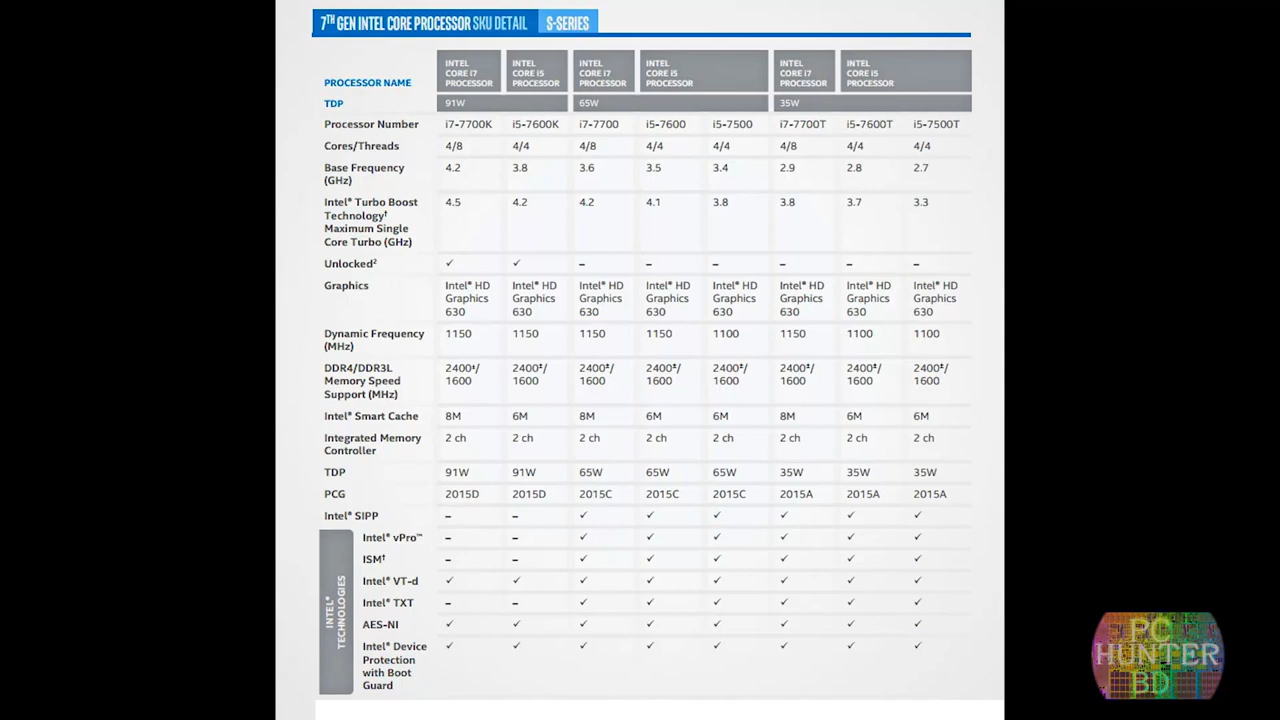 7TH GEN INTEL CORE PROCESSOR SKU DETAIL S-SERIES
PROCESSOR NAME INTEL CORE i7 PROCESSOR INTEL CORE i5 PROCESSOR INTEL CORE i7 PROCESSOR INTEL CORE i5 PROCESSOR INTEL CORE i7 PROCESSOR INTEL CORE i5 PROCESSOR
TDP 91W 65W 35W
Processor Number i7-7700K i5-7600K i7-7700 i5-7600 i5-7500 i7-7700T i5-7600T i5-7500T
Cores/Threads 4/8 4/4 4/8 4/4 4/4 4/8 4/4 4/4
Base Frequency (GHz) 4.2 3.8 3.6 3.5 3.4 2.9 2.8 2.7
Intel® Turbo Boost Technology† Maximum Single Core Turbo (GHz) 4.5 4.2 4.2 4.1 3.8 3.8 3.7 3.3
Unlocked² ✓ ✓ – – – – – –
Graphics Intel® HD Graphics 630 Intel® HD Graphics 630 Intel® HD Graphics 630 Intel® HD Graphics 630 Intel® HD Graphics 630 Intel® HD Graphics 630 Intel® HD Graphics 630 Intel® HD Graphics 630
Dynamic Frequency (MHz) 1150 1150 1150 1150 1100 1150 1100 1100
DDR4/DDR3L Memory Speed Support (MHz) 2400‡/1600 2400‡/1600 2400‡/1600 2400‡/1600 2400‡/1600 2400‡/1600 2400‡/1600 2400‡/1600
Intel® Smart Cache 8M 6M 8M 6M 6M 8M 6M 6M
Integrated Memory Controller 2 ch 2 ch 2 ch 2 ch 2 ch 2 ch 2 ch 2 ch
TDP 91W 91W 65W 65W 65W 35W 35W 35W
PCG 2015D 2015D 2015C 2015C 2015C 2015A 2015A 2015A
Intel® SIPP – – ✓ ✓ ✓ ✓ ✓ ✓
INTEL® TECHNOLOGIES
Intel® vPro™ – – ✓ ✓ ✓ ✓ ✓ ✓
ISM† – – ✓ ✓ ✓ ✓ ✓ ✓
Intel® VT-d ✓ ✓ ✓ ✓ ✓ ✓ ✓ ✓
Intel® TXT – – ✓ ✓ ✓ ✓ ✓ ✓
AES-NI ✓ ✓ ✓ ✓ ✓ ✓ ✓ ✓
Intel® Device Protection with Boot Guard ✓ ✓ ✓ ✓ ✓ ✓ ✓ ✓
PC
HUNTER
BD